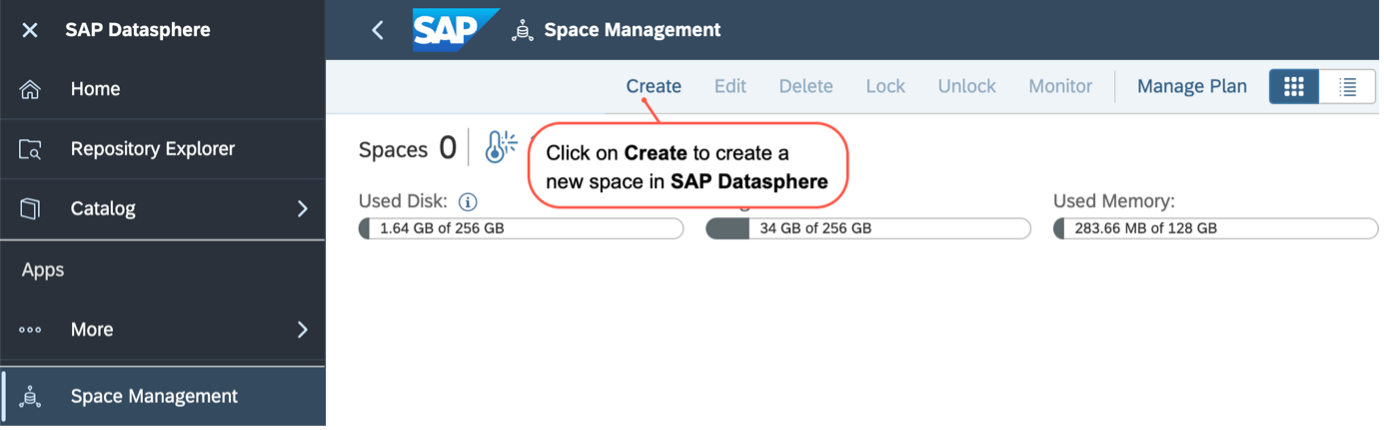 SAP Datasphere
SAP
Space Management
Home
Create Edit Delete Lock Unlock Monitor Manage Plan
Repository Explorer
Spaces 0
Click on Create to create a
new space in SAP Datasphere
Catalog
Used Disk:
Used Memory:
1.64 GB of 256 GB
34 GB of 256 GB
283.66 MB of 128 GB
Apps
More
Space Management